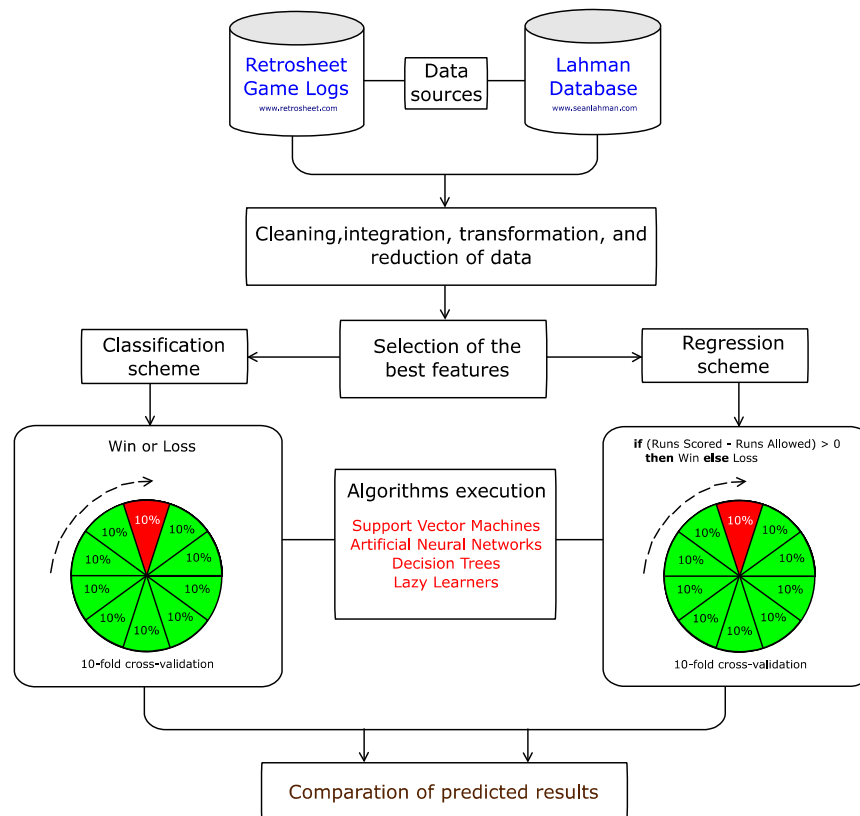 Retrosheet
Game Logs
www.retrosheet.com
Data
sources
Lahman
Database
www.seanlahman.com
Cleaning,integration, transformation, and
reduction of data
Classification
scheme
Selection of the
best features
Regression
scheme
Win or Loss
10%
10%
10%
10%
10%
10%
10%
10%
10%
10%
10-fold cross-validation
Algorithms execution
Support Vector Machines
Artificial Neural Networks
Decision Trees
Lazy Learners
if (Runs Scored - Runs Allowed) > 0
then Win else Loss
10%
10%
10%
10%
10%
10%
10%
10%
10%
10%
10-fold cross-validation
Comparation of predicted results